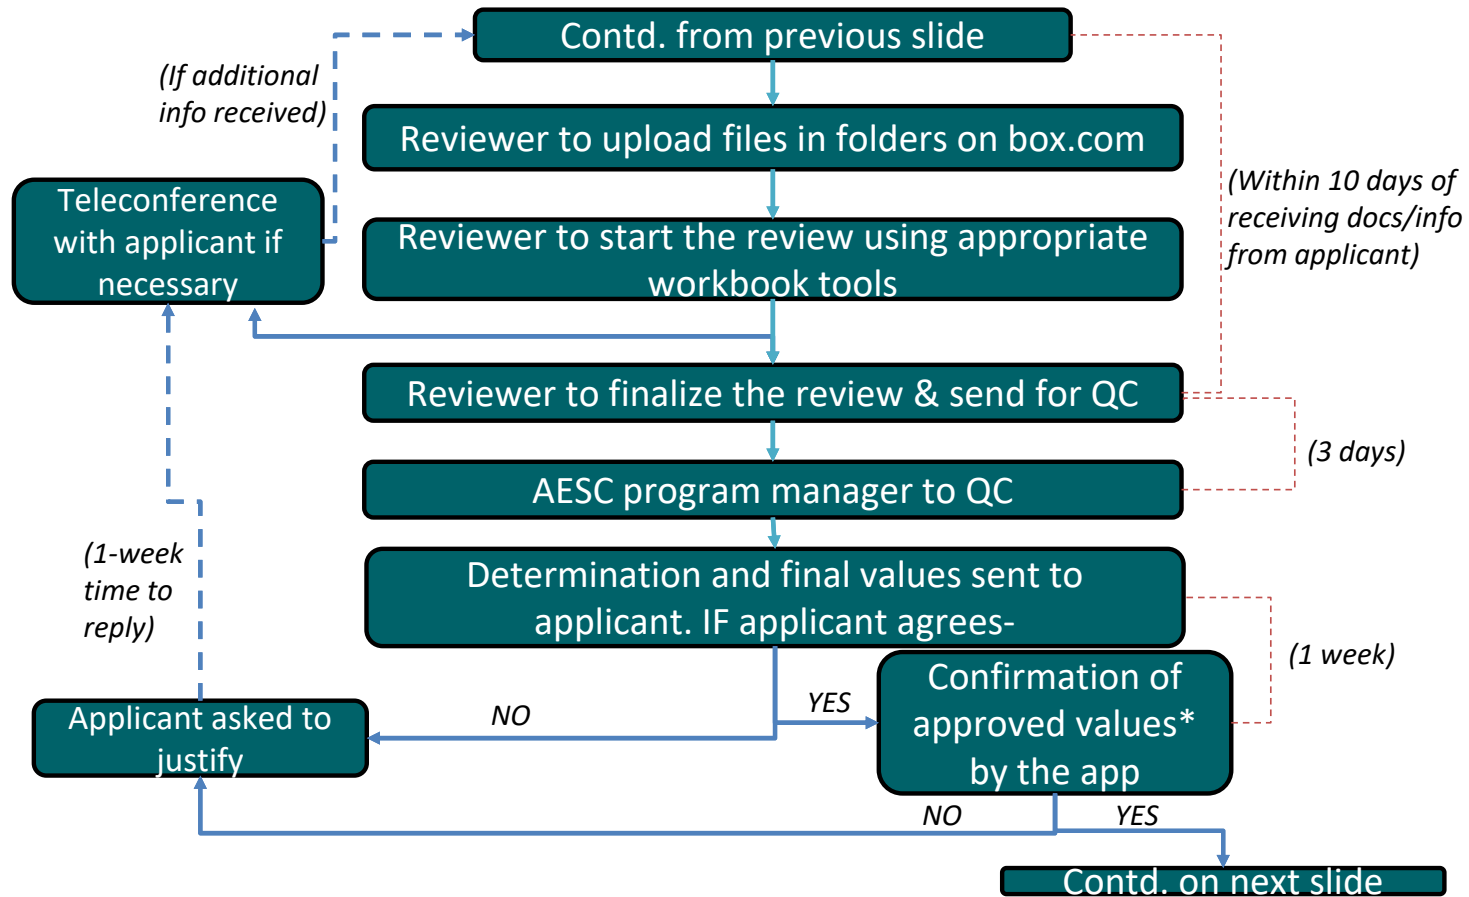 Contd. from previous slide
(If additional
info received)
Reviewer to upload files in folders on box.com
(Within 10 days of
receiving docs/info
from applicant)
Teleconference
with applicant if
necessary
Reviewer to start the review using appropriate
workbook tools
Reviewer to finalize the review & send for QC
(3 days)
AESC program manager to QC
(1-week
time to
reply)
Determination and final values sent to
applicant. IF applicant agrees-
(1 week)
Confirmation of
approved values*
by the app
YES
NO
Applicant asked to
justify
NO
YES
Contd. on next slide